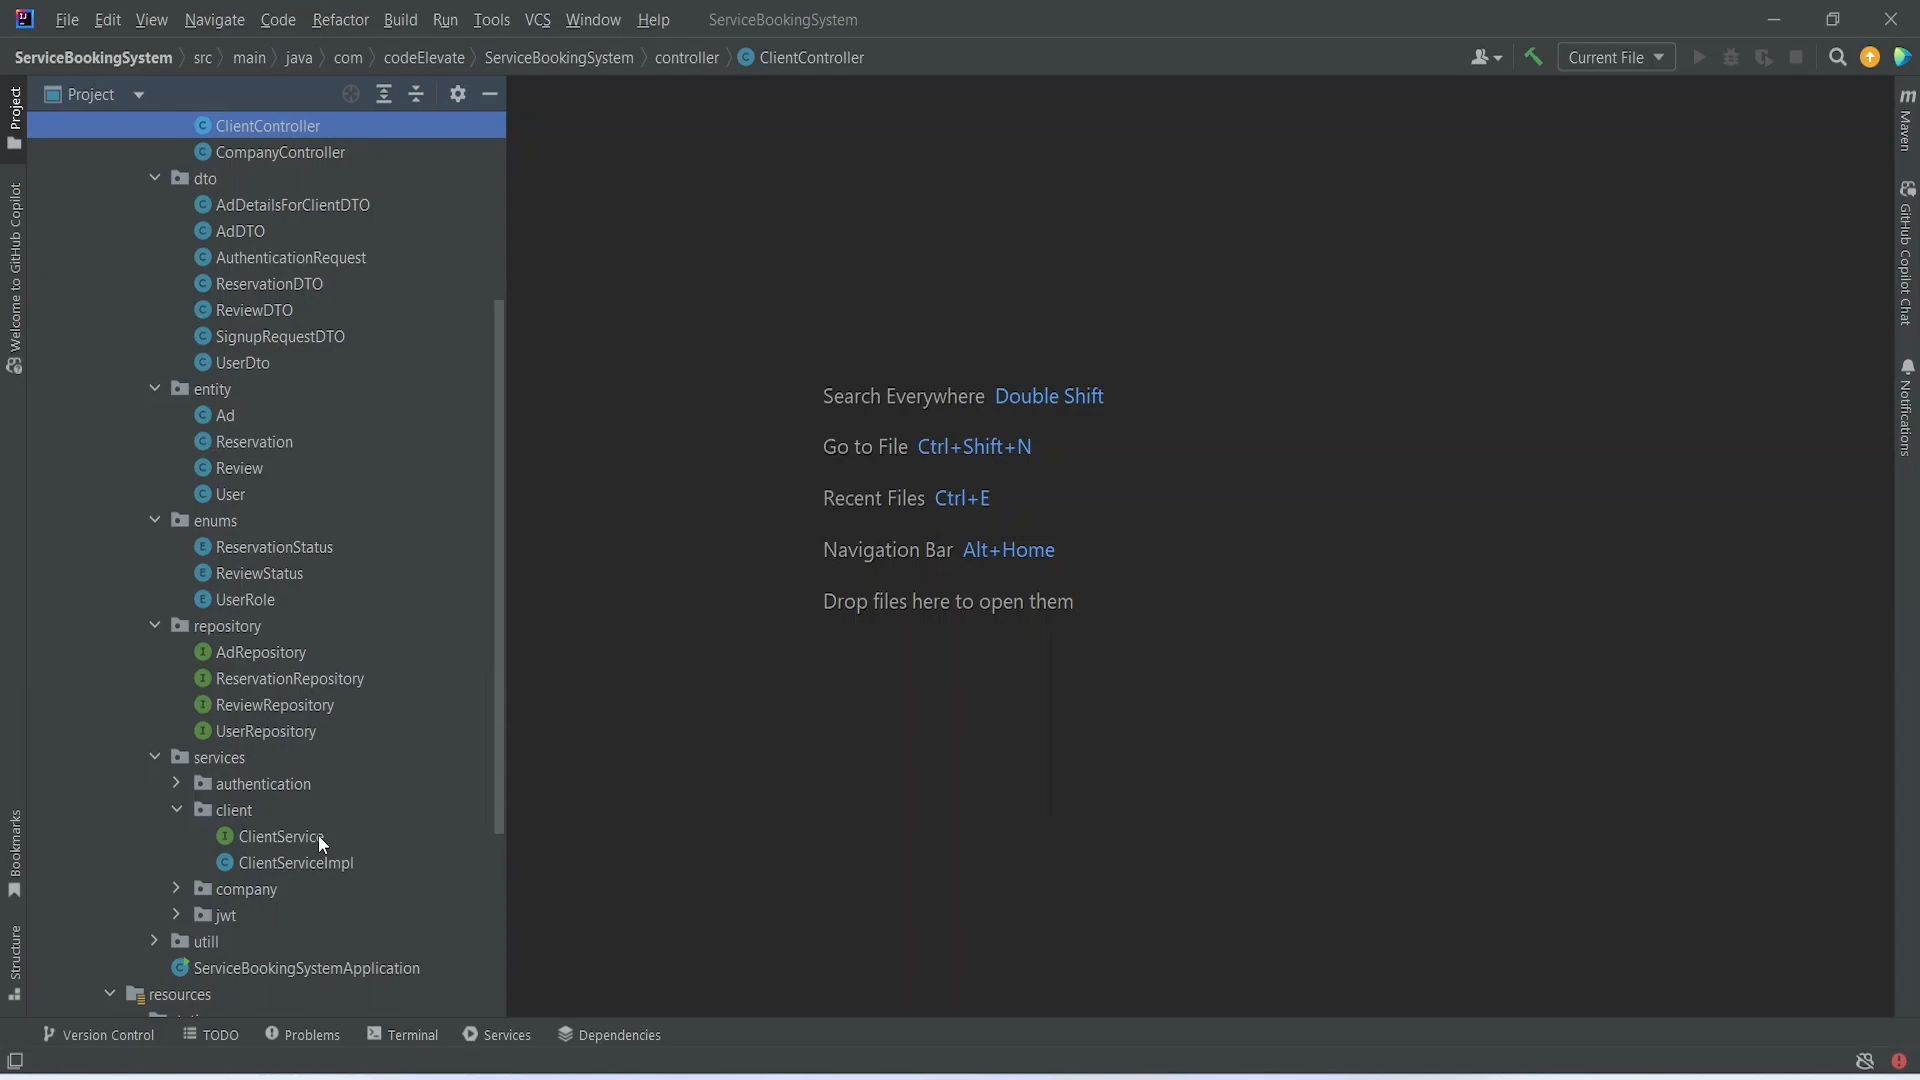 File Edit View Navigate Code Refactor Build Run Tools VCS Window Help ServiceBookingSystem
ServiceBookingSystem src main java com codeElevate ServiceBookingSystem controller ClientController Current File
Project
ClientController
CompanyController
dto
AdDetailsForClientDTO
AdDTO
AuthenticationRequest
ReservationDTO
ReviewDTO
SignupRequestDTO
UserDto
entity
Ad
Reservation
Review
User
enums
ReservationStatus
ReviewStatus
UserRole
repository
AdRepository
ReservationRepository
ReviewRepository
UserRepository
services
authentication
client
ClientService
ClientServiceImpl
company
jwt
utill
ServiceBookingSystemApplication
resources
Search Everywhere Double Shift
Go to File Ctrl+Shift+N
Recent Files Ctrl+E
Navigation Bar Alt+Home
Drop files here to open them
Project
Welcome to GitHub Copilot
Bookmarks
Structure
Maven
GitHub Copilot Chat
Notifications
Version Control TODO Problems Terminal Services Dependencies